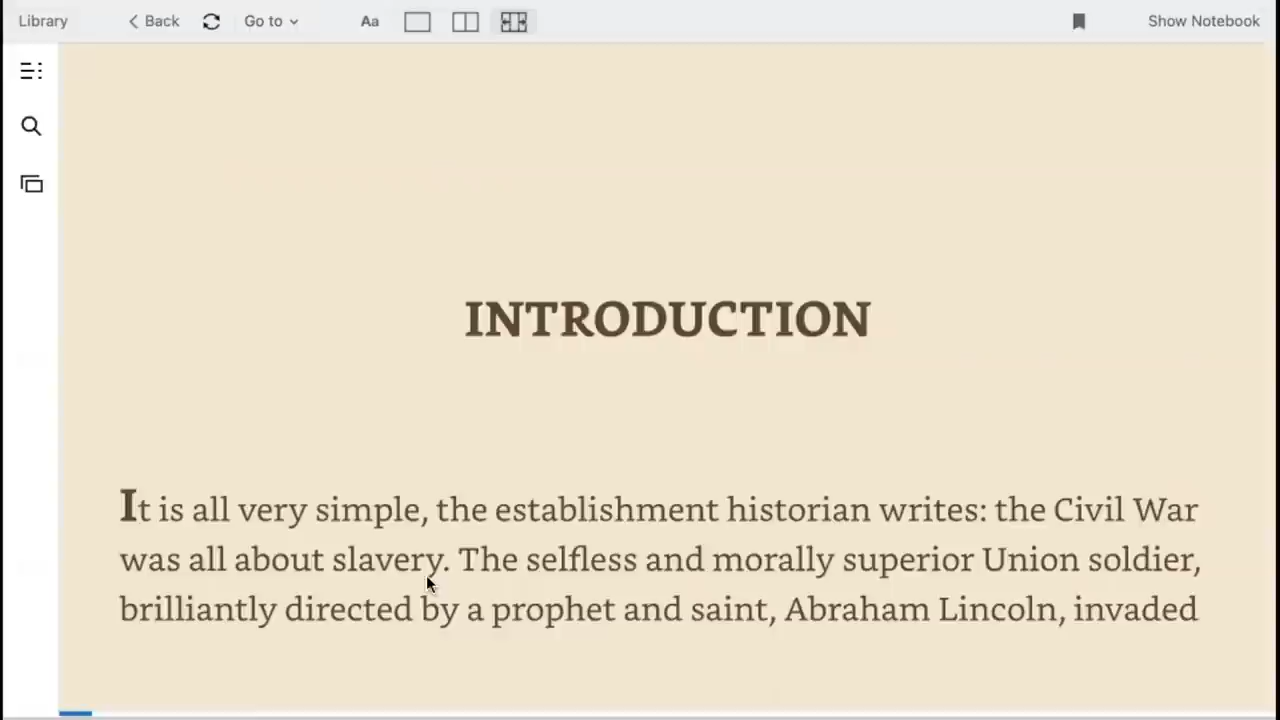 Library
Back
Go to
Aa
Show Notebook
INTRODUCTION
It is all very simple, the establishment historian writes: the Civil War
was all about slavery. The selfless and morally superior Union soldier,
brilliantly directed by a prophet and saint, Abraham Lincoln, invaded